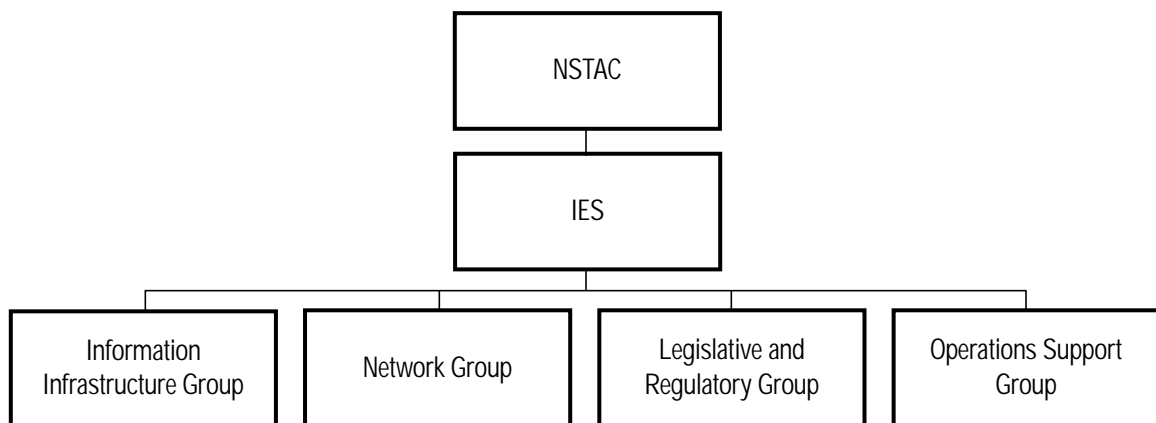 NSTAC
IES
Information
Infrastructure Group
Network Group
Legislative and
Regulatory Group
Operations Support
Group